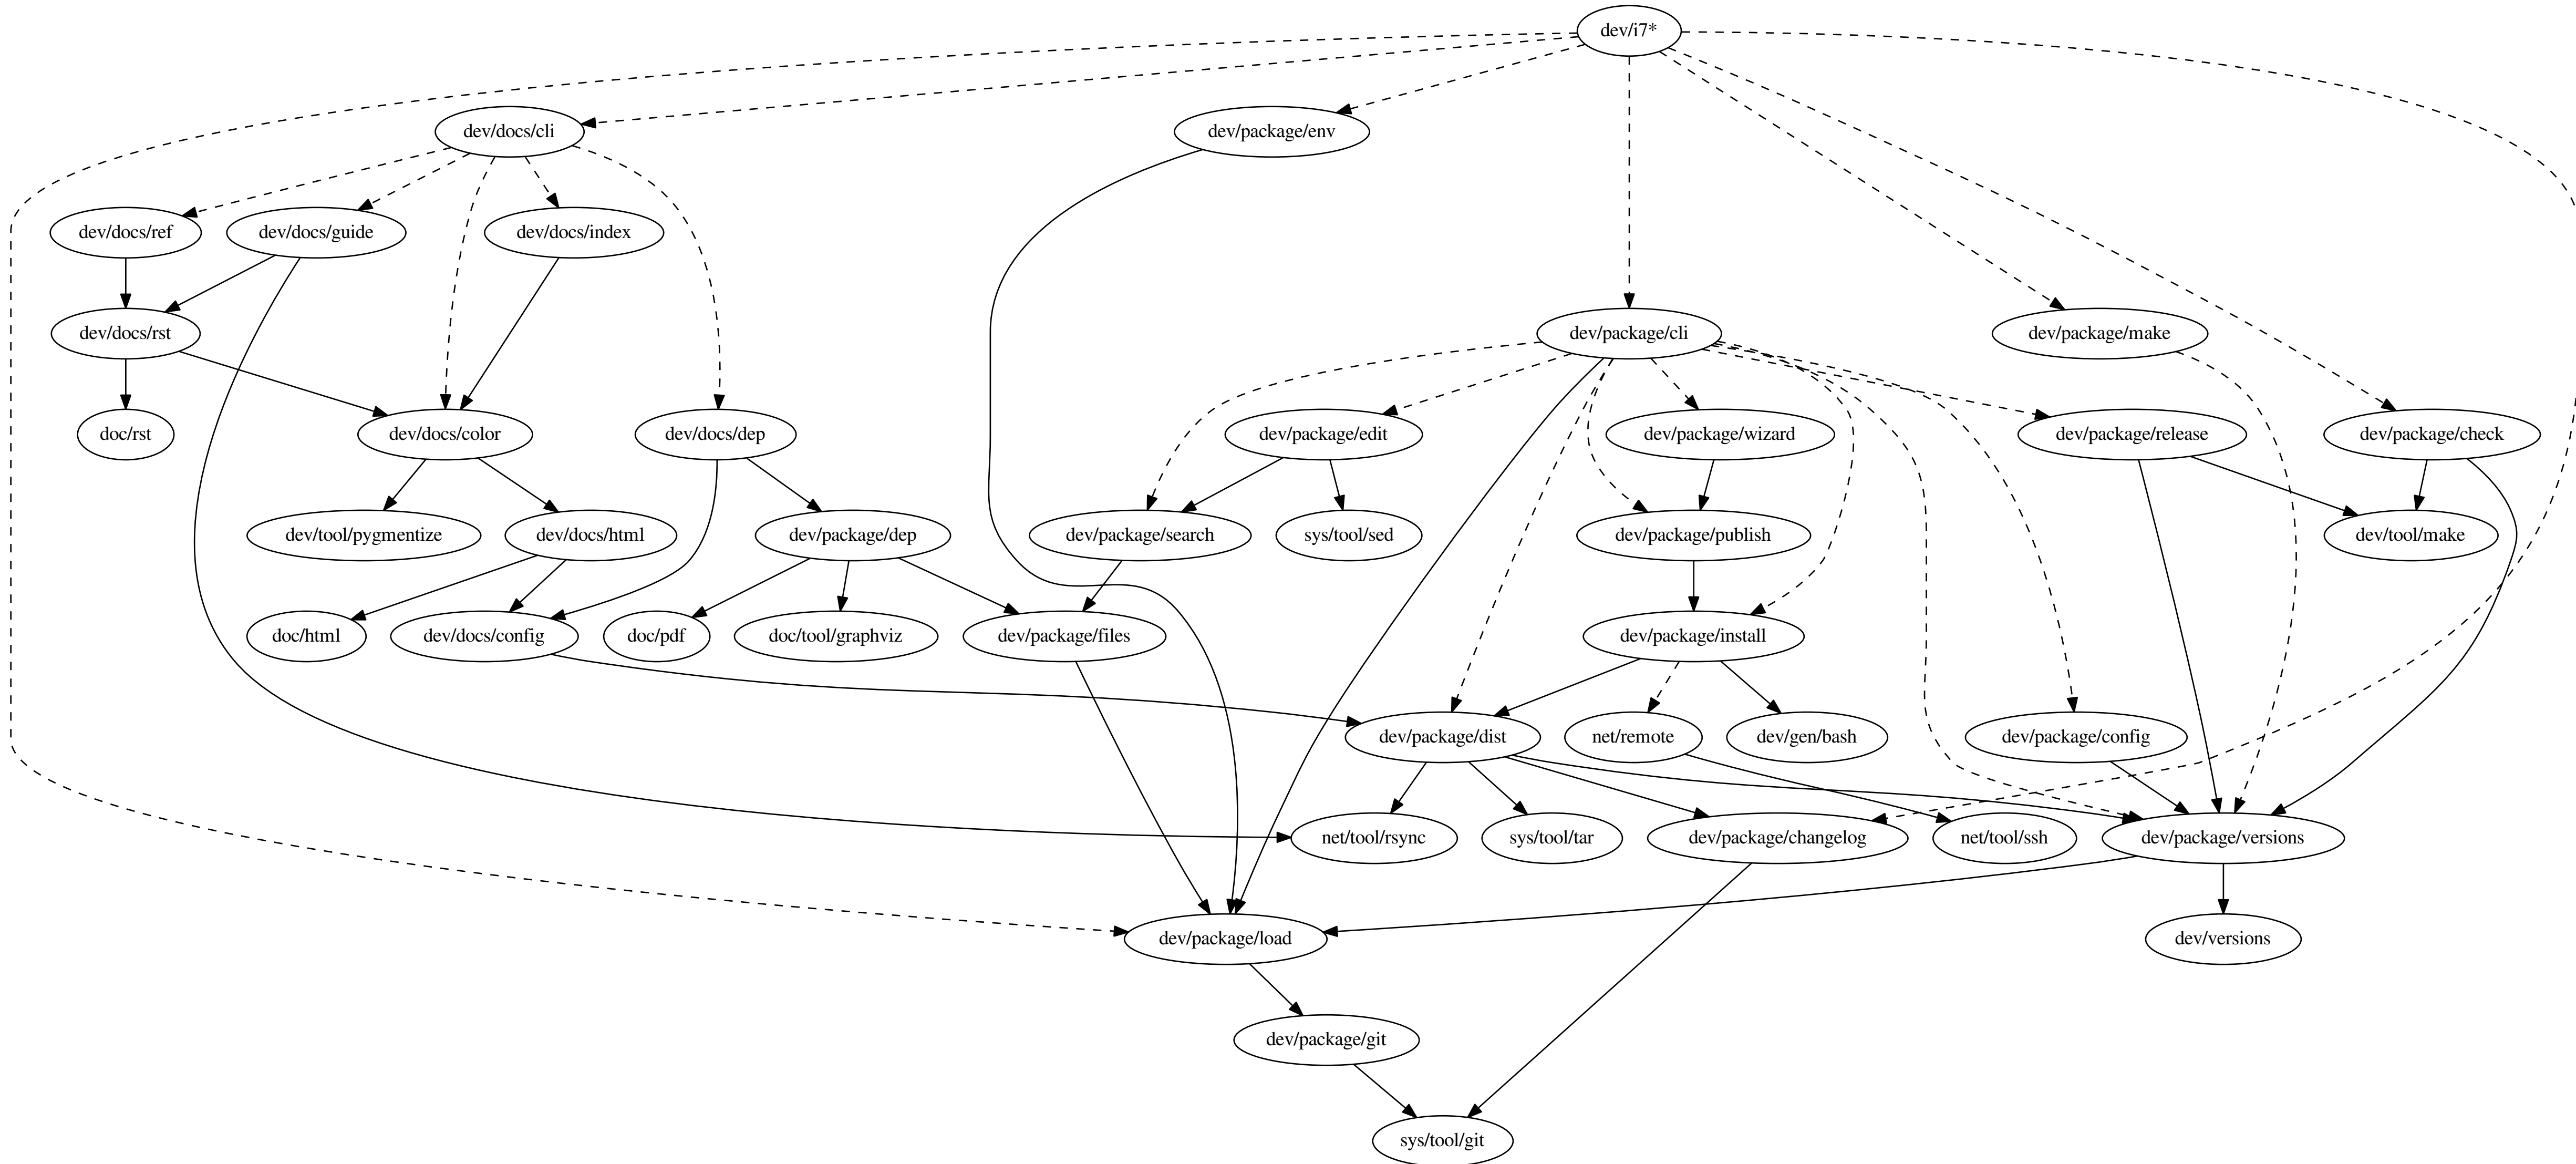 dev/i7*
dev/docs/cli
dev/package/env
dev/docs/ref
dev/docs/guide
dev/docs/index
dev/docs/rst
dev/package/cli
dev/package/make
doc/rst
dev/docs/color
dev/docs/dep
dev/package/edit
dev/package/wizard
dev/package/release
dev/package/check
dev/tool/pygmentize
dev/docs/html
dev/package/dep
dev/package/search
sys/tool/sed
dev/package/publish
dev/tool/make
doc/html
dev/docs/config
doc/pdf
doc/tool/graphviz
dev/package/files
dev/package/install
dev/package/dist
net/remote
dev/gen/bash
dev/package/config
net/tool/rsync
sys/tool/tar
dev/package/changelog
net/tool/ssh
dev/package/versions
dev/package/load
dev/versions
dev/package/git
sys/tool/git